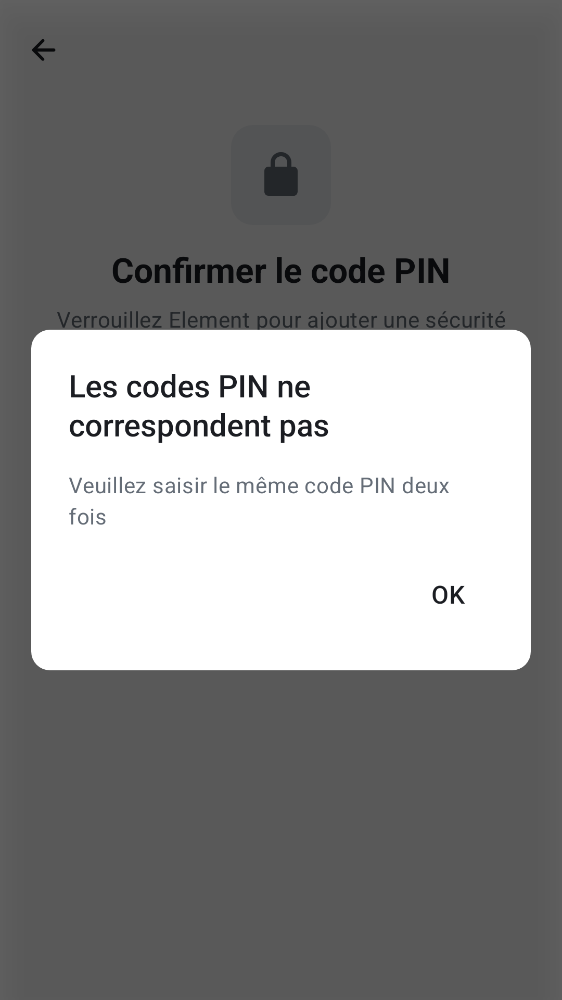 Confirmer le code PIN
Verrouillez Element pour ajouter une sécurité
Les codes PIN ne
correspondent pas
Veuillez saisir le même code PIN deux
fois
OK